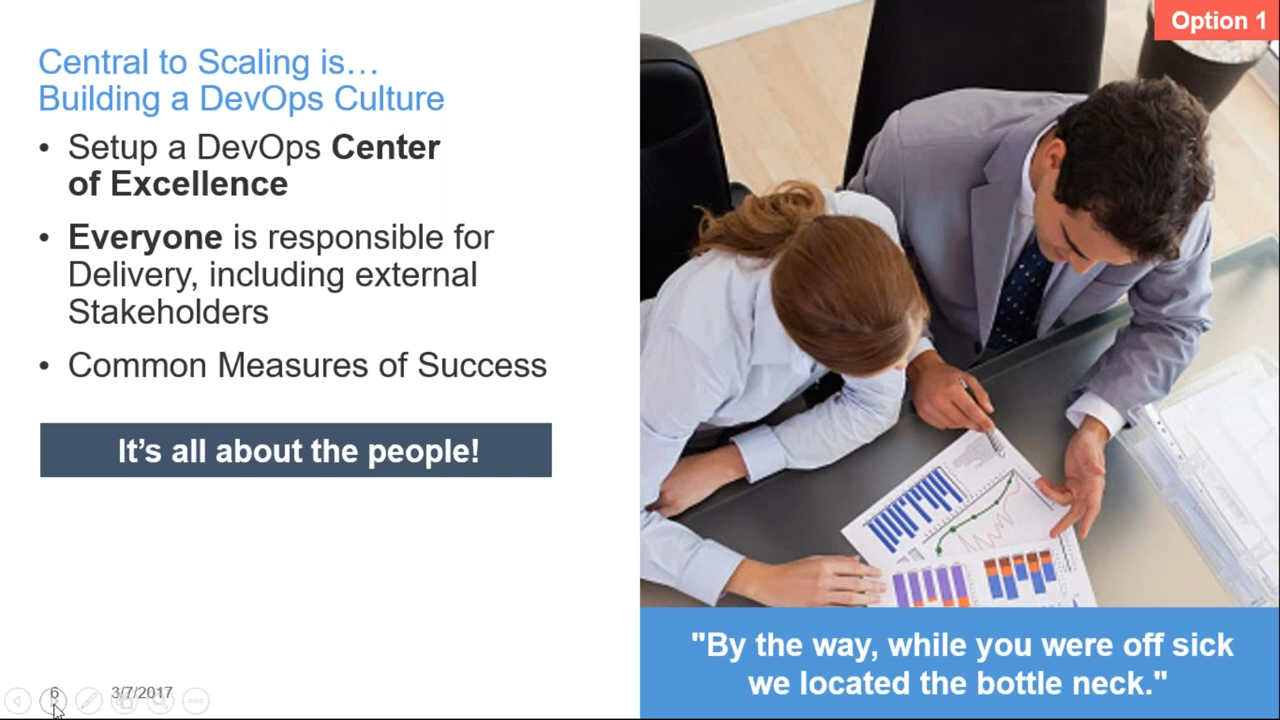 Option 1
Central to Scaling is…
Building a DevOps Culture
• Setup a DevOps Center
of Excellence
• Everyone is responsible for
Delivery, including external
Stakeholders
• Common Measures of Success
It’s all about the people!
"By the way, while you were off sick
we located the bottle neck."
6
3/7/2017